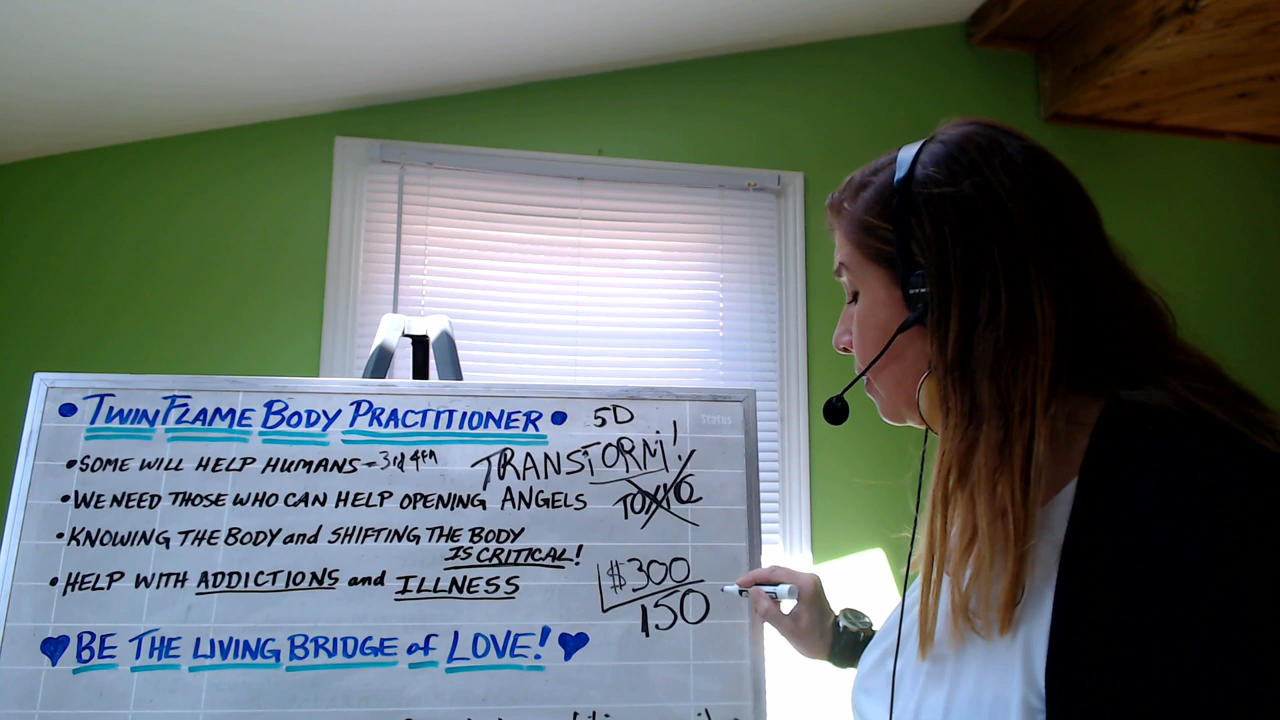 • TWINFLAME BODY PRACTITIONER • 5D
• SOME WILL HELP HUMANS - 3rd 4th
TRANSFORM!
• WE NEED THOSE WHO CAN HELP OPENING ANGELS
TOXIC
• KNOWING THE BODY and SHIFTING THE BODY
IS CRITICAL!
• HELP WITH ADDICTIONS and ILLNESS
$300
150
♥ BE THE LIVING BRIDGE of LOVE! ♥